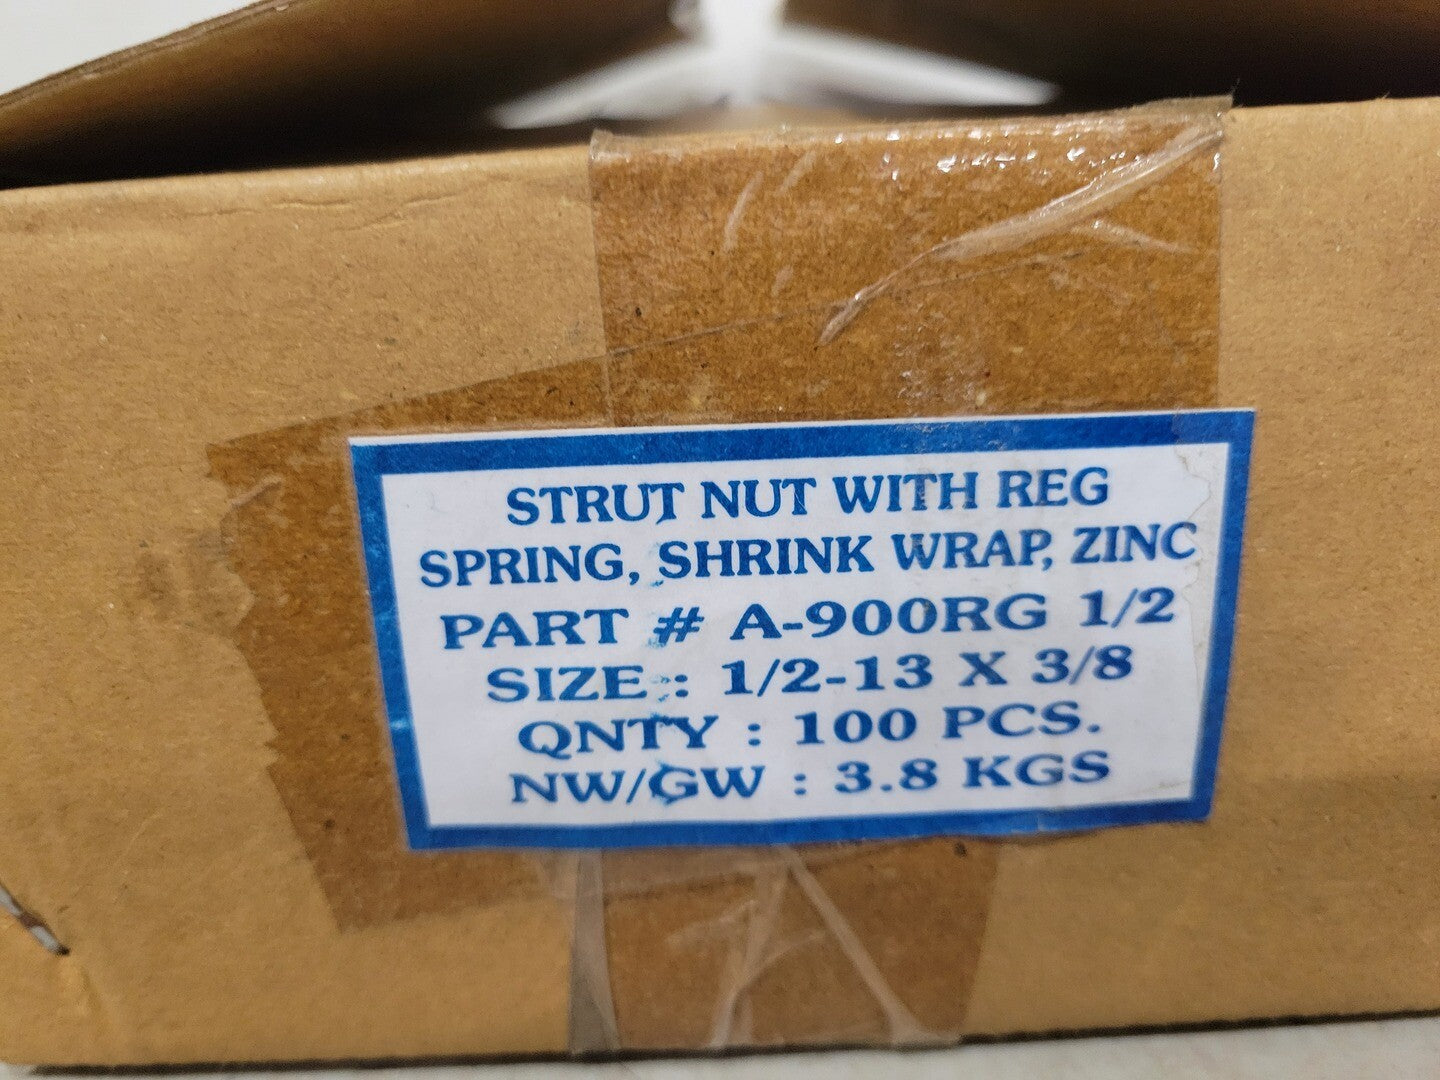 STRUT NUT WITH REG
SPRING, SHRINK WRAP, ZINC
PART # A-900RG 1/2
SIZE : 1/2-13 X 3/8
QNTY : 100 PCS.
NW/GW : 3.8 KGS